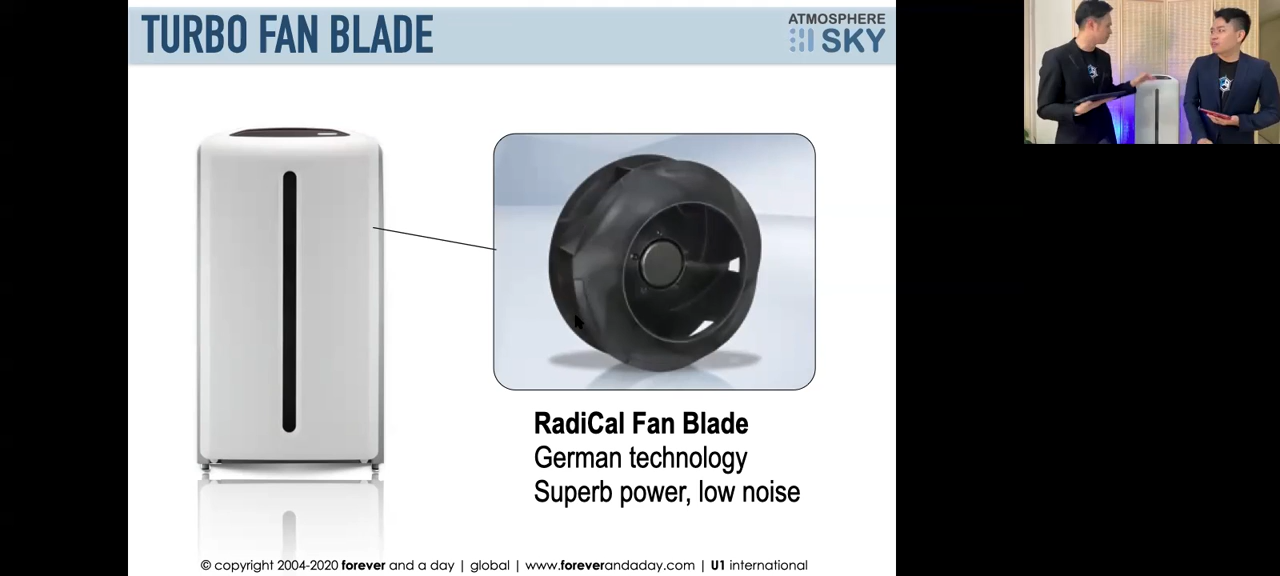 TURBO FAN BLADE
ATMOSPHERE
SKY
RadiCal Fan Blade
German technology
Superb power, low noise
© copyright 2004-2020 forever and a day | global | www.foreverandaday.com | U1 international